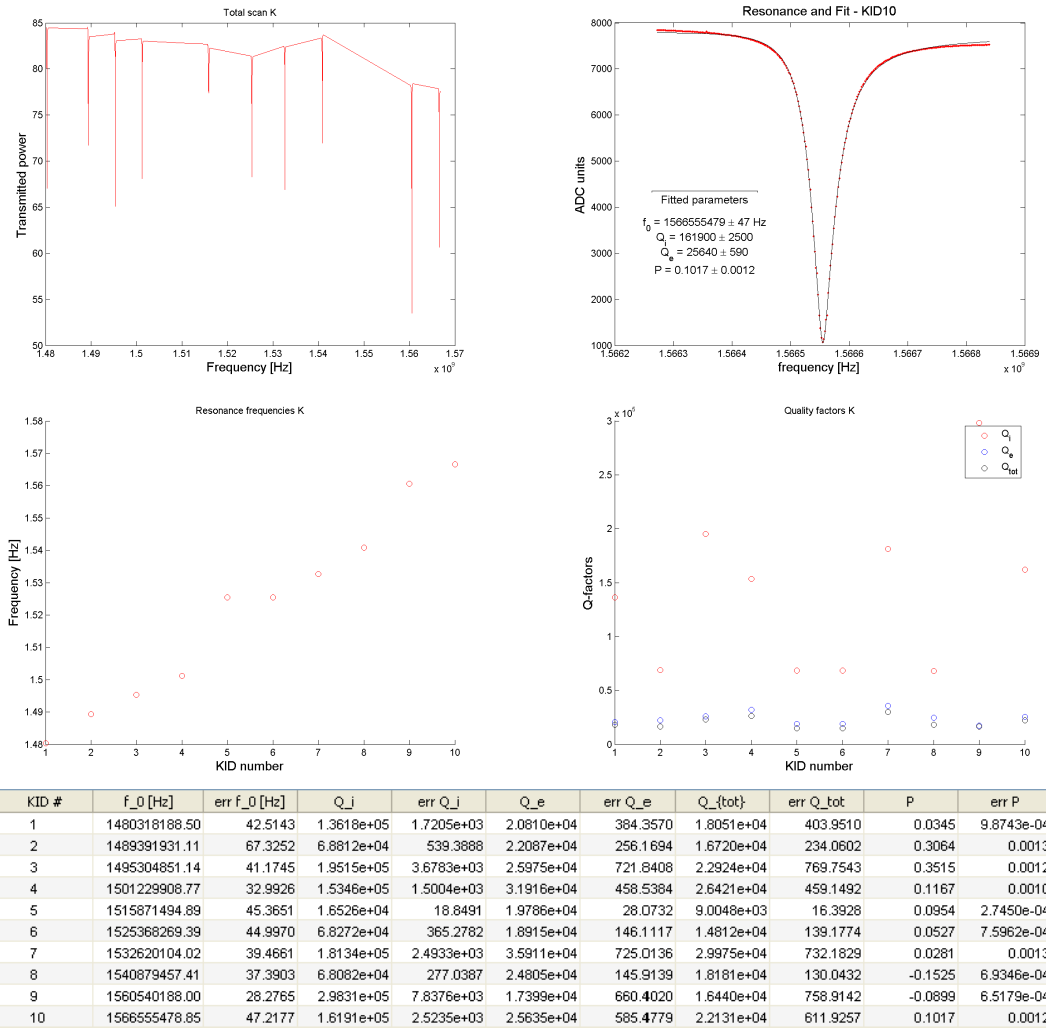 Total scan K
85
80
75
70
65
60
55
50
Transmitted power
1.48 1.49 1.5 1.51 1.52 1.53 1.54 1.55 1.56 1.57
Frequency [Hz]
x 10⁹
Resonance and Fit - KID10
8000
7000
6000
5000
4000
3000
2000
1000
ADC units
Fitted parameters
f₀ = 1566555479 ± 47 Hz
Qᵢ = 161900 ± 2500
Qₑ = 25640 ± 590
P = 0.1017 ± 0.0012
1.5662 1.5663 1.5664 1.5665 1.5666 1.5667 1.5668 1.5669
frequency [Hz]
x 10⁹
Resonance frequencies K
1.58
1.57
1.56
1.55
1.54
1.53
1.52
1.51
1.5
1.49
1.48
Frequency [Hz]
1 2 3 4 5 6 7 8 9 10
KID number
Quality factors K
x 10⁵
3
2.5
2
1.5
1
0.5
0
Q-factors
Qᵢ
Qₑ
Q_tot
1 2 3 4 5 6 7 8 9 10
KID number
KID # f_0 [Hz] err f_0 [Hz] Q_i err Q_i Q_e err Q_e Q_{tot} err Q_tot P err P
1 1480318188.50 42.5143 1.3618e+05 1.7205e+03 2.0810e+04 384.3570 1.8051e+04 403.9510 0.0345 9.8743e-04
2 1489391931.11 67.3252 6.8812e+04 539.3888 2.2087e+04 256.1694 1.6720e+04 234.0602 0.3064 0.0013
3 1495304851.14 41.1745 1.9515e+05 3.6783e+03 2.5975e+04 721.8408 2.2924e+04 769.7543 0.3515 0.0012
4 1501229908.77 32.9926 1.5346e+05 1.5004e+03 3.1916e+04 458.5384 2.6421e+04 459.1492 0.1167 0.0010
5 1515871494.89 45.3651 1.6526e+04 18.8491 1.9786e+04 28.0732 9.0048e+03 16.3928 0.0954 2.7450e-04
6 1525368269.39 44.9970 6.8272e+04 365.2782 1.8915e+04 146.1117 1.4812e+04 139.1774 0.0527 7.5962e-04
7 1532620104.02 39.4661 1.8134e+05 2.4933e+03 3.5911e+04 725.0136 2.9975e+04 732.1829 0.0281 0.0013
8 1540879457.41 37.3903 6.8082e+04 277.0387 2.4805e+04 145.9139 1.8181e+04 130.0432 -0.1525 6.9346e-04
9 1560540188.00 28.2765 2.9831e+05 7.8376e+03 1.7399e+04 660.4020 1.6440e+04 758.9142 -0.0899 6.5179e-04
10 1566555478.85 47.2177 1.6191e+05 2.5235e+03 2.5635e+04 585.4779 2.2131e+04 611.9257 0.1017 0.0012